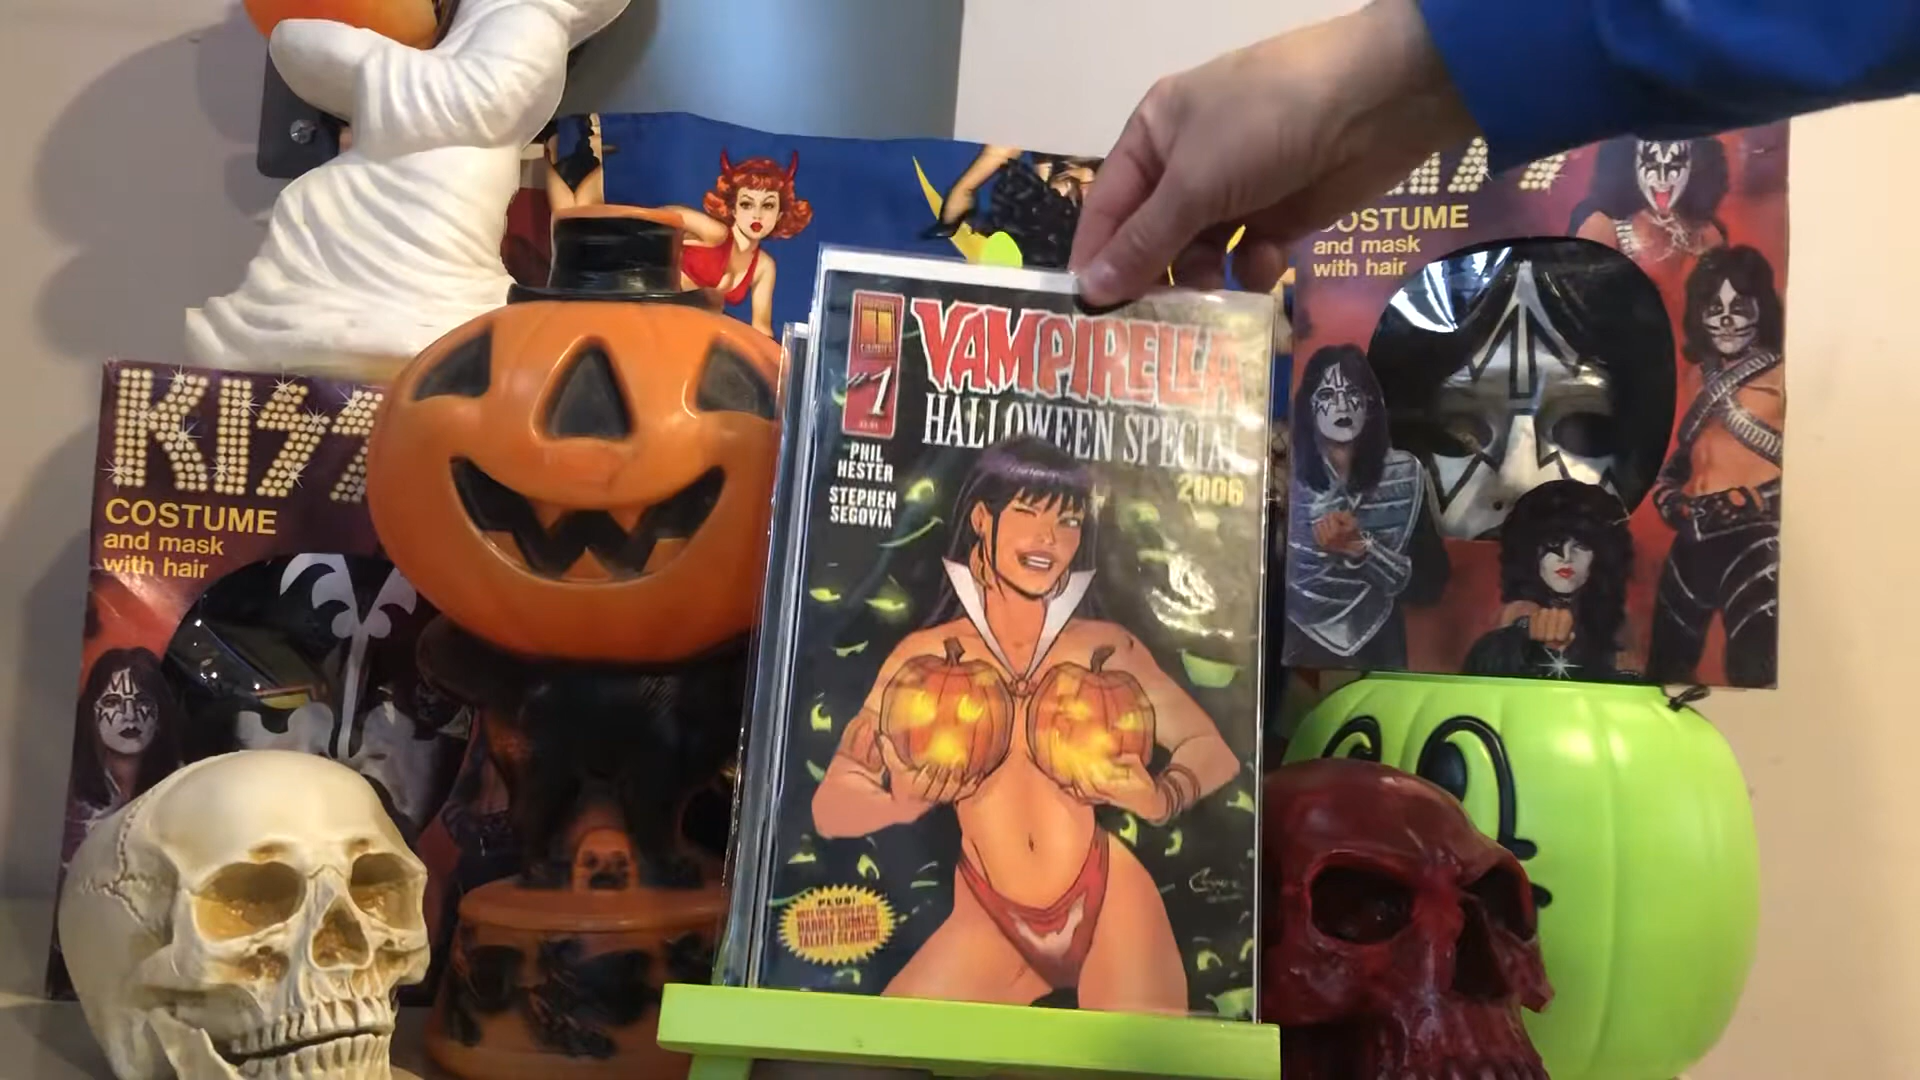 KISS
COSTUME
and mask
with hair
COSTUME
and mask
with hair
#1
VAMPIRELLA
HALLOWEEN SPECIAL
2006
PHIL
HESTER
STEPHEN
SEGOVIA
PLUS!
HARRIS COMICS
TALENT SEARCH!